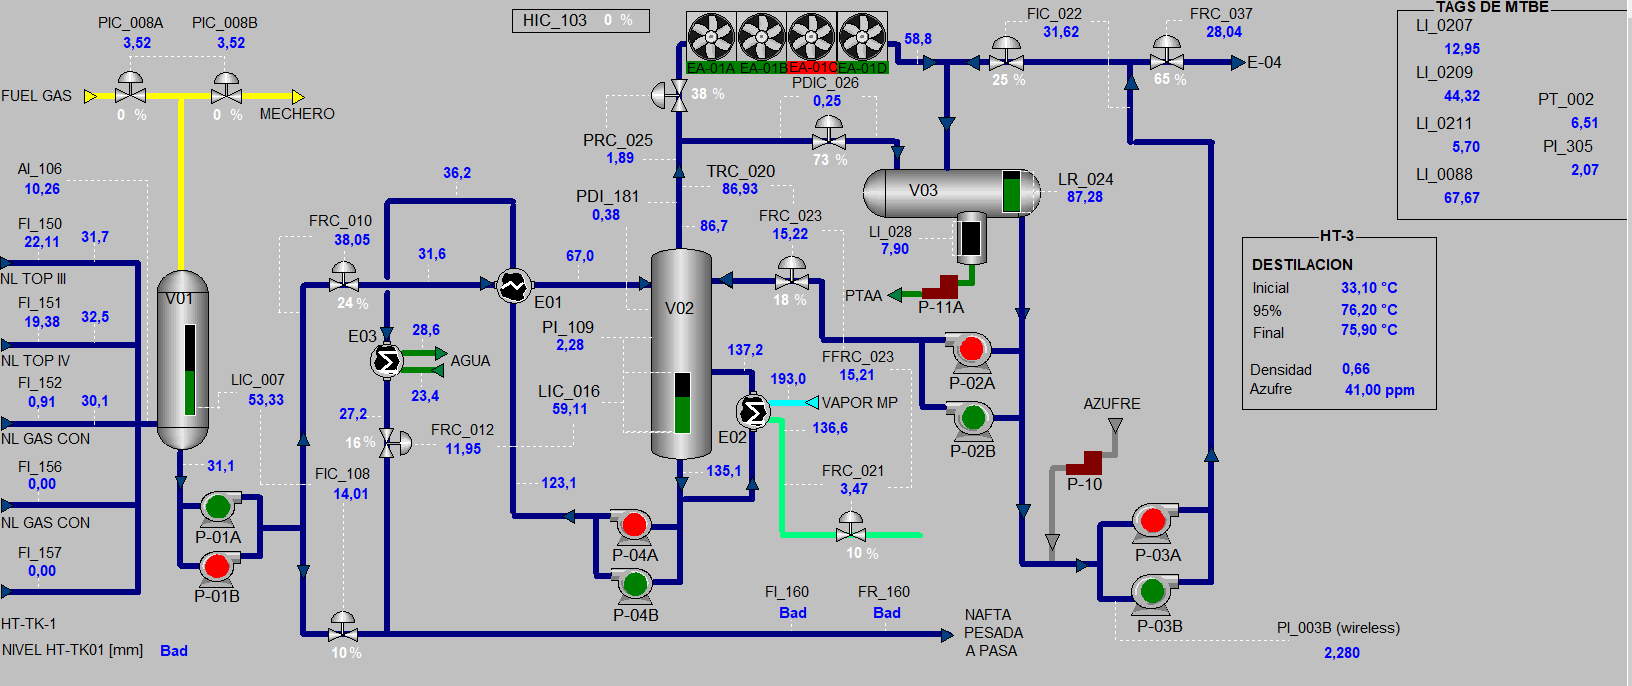 HIC_103 0 %
TAGS DE MTBE
LI_0207
12,95
LI_0209
44,32
PT_002
6,51
LI_0211
5,70
PI_305
2,07
LI_0088
67,67
PIC_008A
3,52
PIC_008B
3,52
FUEL GAS
0 %
0 %
MECHERO
EA-01A
EA-01B
EA-01C
EA-01D
58,8
FIC_022
31,62
25 %
FRC_037
28,04
65 %
E-04
38 %
PDIC_026
0,25
73 %
PRC_025
1,89
TRC_020
86,93
PDI_181
0,38
86,7
FRC_023
15,22
18 %
V03
LR_024
87,28
LI_028
7,90
PTAA
P-11A
HT-3
DESTILACION
Inicial 33,10 °C
95% 76,20 °C
Final 75,90 °C
Densidad 0,66
Azufre 41,00 ppm
AI_106
10,26
FI_150
22,11
31,7
NL TOP III
FI_151
19,38
32,5
NL TOP IV
FI_152
0,91
30,1
NL GAS CON
FI_156
0,00
NL GAS CON
FI_157
0,00
HT-TK-1
NIVEL HT-TK01 [mm] Bad
V01
LIC_007
53,33
31,1
P-01A
P-01B
FRC_010
38,05
24 %
36,2
31,6
67,0
E01
E03
28,6
AGUA
23,4
27,2
16 %
FRC_012
11,95
FIC_108
14,01
10 %
PI_109
2,28
LIC_016
59,11
V02
137,2
E02
193,0
VAPOR MP
136,6
FFRC_023
15,21
135,1
123,1
FRC_021
3,47
10 %
P-04A
P-04B
P-02A
P-02B
AZUFRE
P-10
P-03A
P-03B
FI_160
Bad
FR_160
Bad
NAFTA
PESADA
A PASA
PI_003B (wireless)
2,280